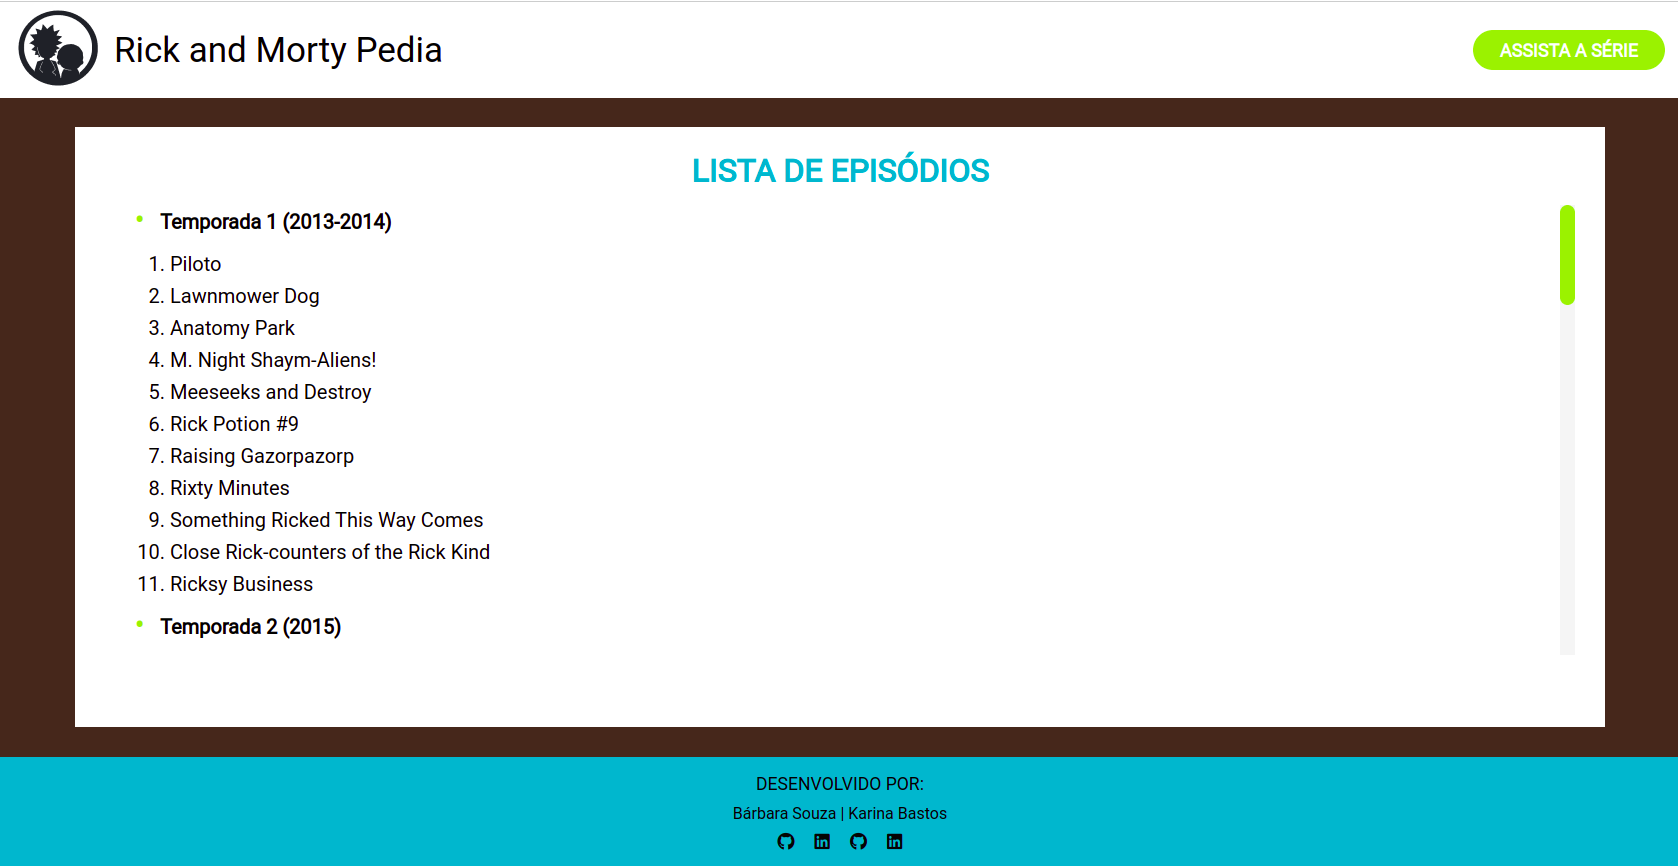 Rick and Morty Pedia
ASSISTA A SÉRIE
LISTA DE EPISÓDIOS
• Temporada 1 (2013-2014)
1. Piloto
2. Lawnmower Dog
3. Anatomy Park
4. M. Night Shaym-Aliens!
5. Meeseeks and Destroy
6. Rick Potion #9
7. Raising Gazorpazorp
8. Rixty Minutes
9. Something Ricked This Way Comes
10. Close Rick-counters of the Rick Kind
11. Ricksy Business
• Temporada 2 (2015)
DESENVOLVIDO POR:
Bárbara Souza | Karina Bastos